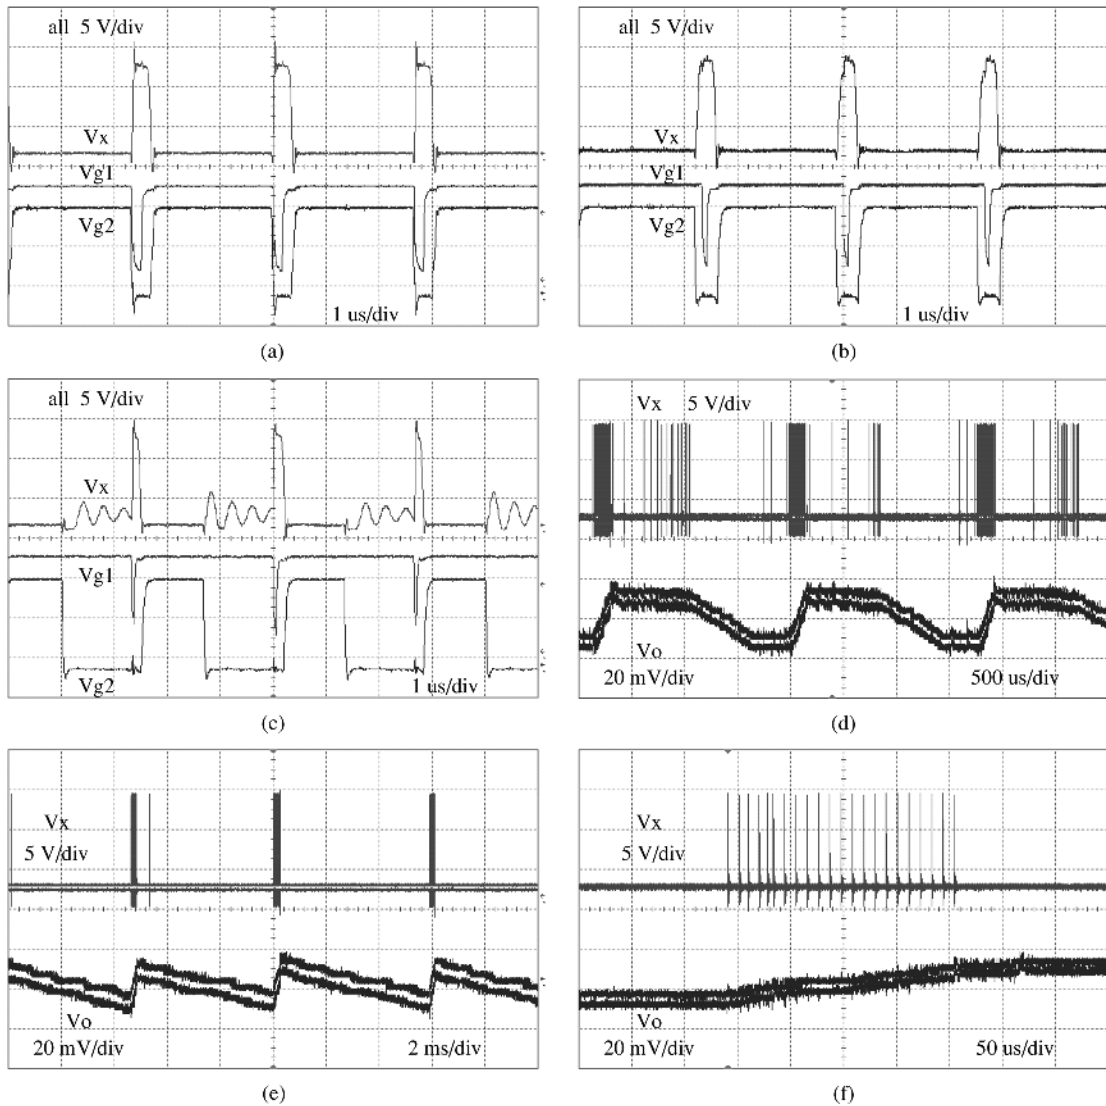 all 5 V/div
Vx
Vg1
Vg2
1 us/div
(a)
all 5 V/div
Vx
Vg1
Vg2
1 us/div
(b)
all 5 V/div
Vx
Vg1
Vg2
1 us/div
(c)
Vx 5 V/div
Vo
20 mV/div
500 us/div
(d)
Vx
5 V/div
Vo
20 mV/div
2 ms/div
(e)
Vx
5 V/div
Vo
20 mV/div
50 us/div
(f)